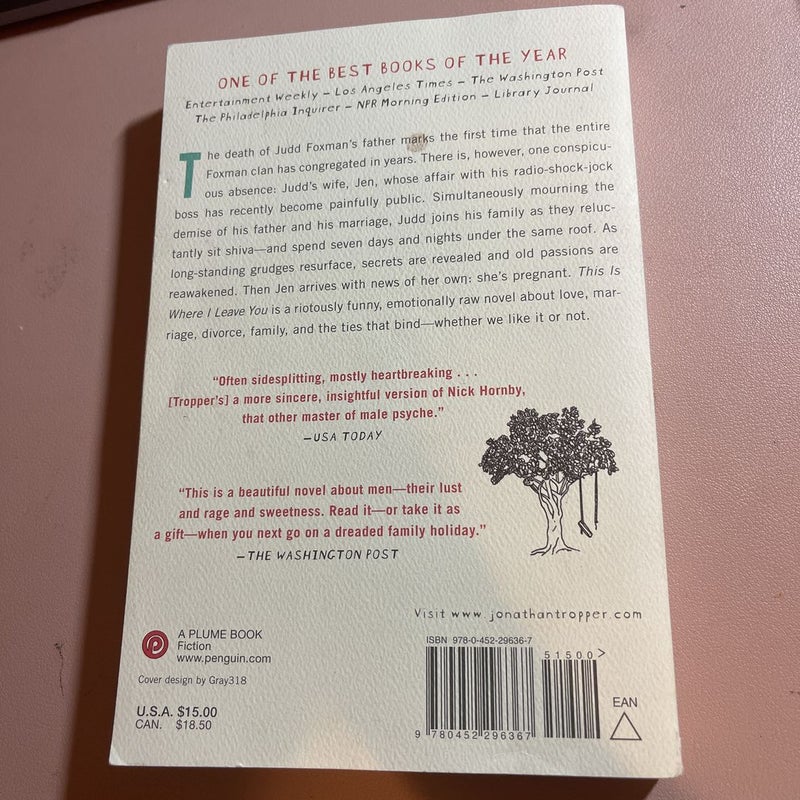 ONE OF THE BEST BOOKS OF THE YEAR
Entertainment Weekly – Los Angeles Times – The Washington Post
The Philadelphia Inquirer – NPR Morning Edition – Library Journal
The death of Judd Foxman's father marks the first time that the entire
Foxman clan has congregated in years. There is, however, one conspicu-
ous absence: Judd's wife, Jen, whose affair with his radio-shock-jock
boss has recently become painfully public. Simultaneously mourning the
demise of his father and his marriage, Judd joins his family as they reluc-
tantly sit shiva—and spend seven days and nights under the same roof. As
long-standing grudges resurface, secrets are revealed and old passions are
reawakened. Then Jen arrives with news of her own: she's pregnant. This Is
Where I Leave You is a riotously funny, emotionally raw novel about love, mar-
riage, divorce, family, and the ties that bind—whether we like it or not.
"Often sidesplitting, mostly heartbreaking . . .
[Tropper's] a more sincere, insightful version of Nick Hornby,
that other master of male psyche."
—USA TODAY
"This is a beautiful novel about men—their lust
and rage and sweetness. Read it—or take it as
a gift—when you next go on a dreaded family holiday."
—THE WASHINGTON POST
Visit www.jonathantropper.com
A PLUME BOOK
Fiction
www.penguin.com
Cover design by Gray318
U.S.A. $15.00
CAN. $18.50
ISBN 978-0-452-29636-7
51500>
9 780452 296367
EAN